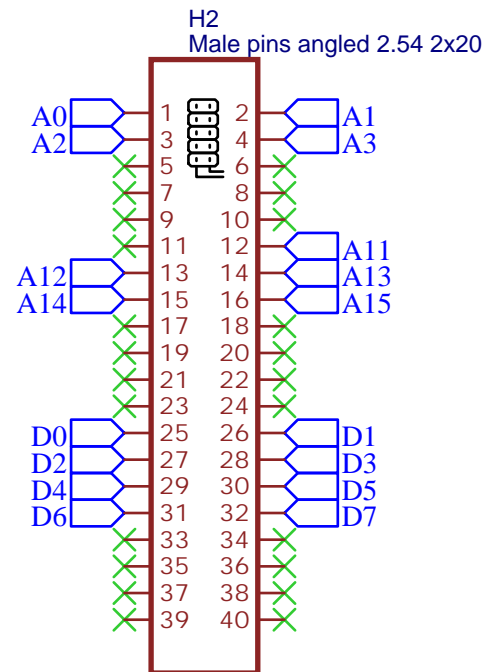 H2
Male pins angled 2.54 2x20
A0 1 2 A1
A2 3 4 A3
5 6
7 8
9 10
11 12 A11
A12 13 14 A13
A14 15 16 A15
17 18
19 20
21 22
23 24
D0 25 26 D1
D2 27 28 D3
D4 29 30 D5
D6 31 32 D7
33 34
35 36
37 38
39 40